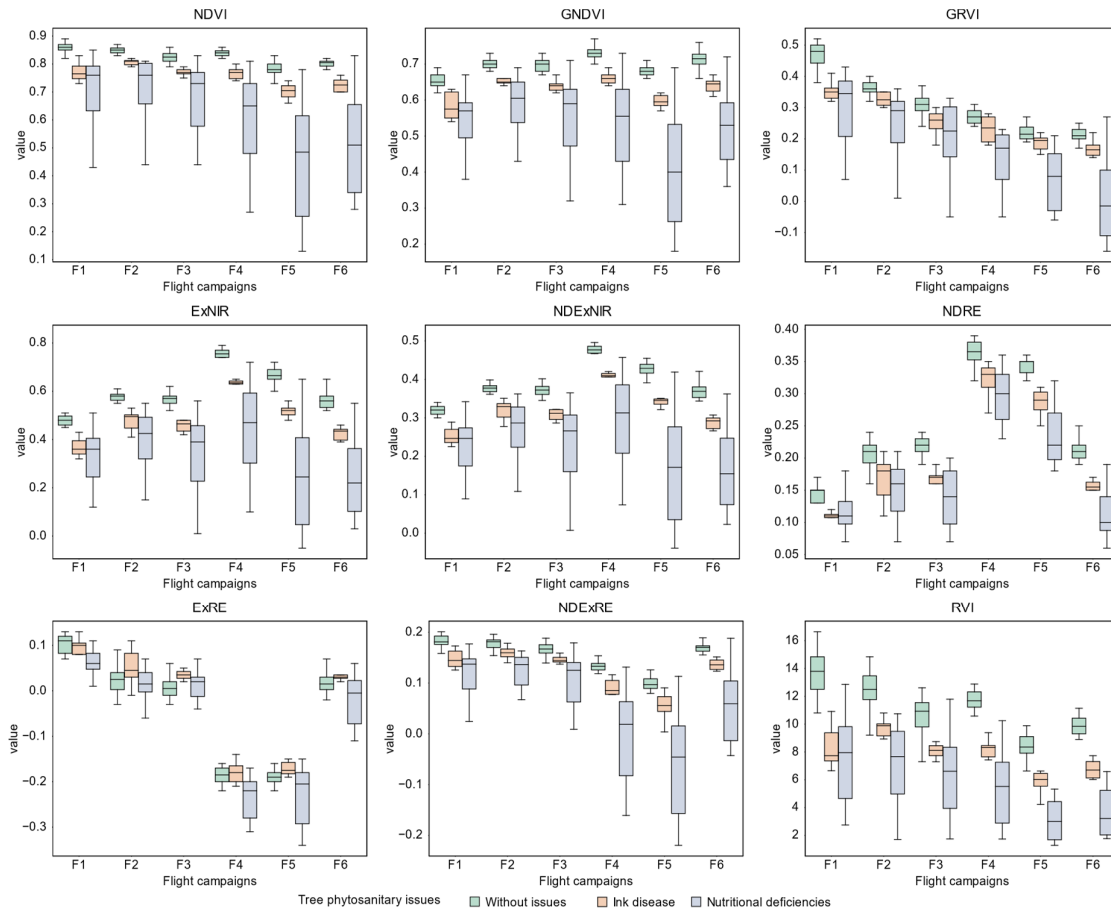 NDVI
GNDVI
GRVI
value
0.9
0.8
0.7
0.6
0.5
0.4
0.3
0.2
0.1
F1 F2 F3 F4 F5 F6
Flight campaigns
value
0.7
0.6
0.5
0.4
0.3
0.2
F1 F2 F3 F4 F5 F6
Flight campaigns
value
0.5
0.4
0.3
0.2
0.1
0.0
−0.1
F1 F2 F3 F4 F5 F6
Flight campaigns
ExNIR
NDExNIR
NDRE
value
0.8
0.6
0.4
0.2
0.0
F1 F2 F3 F4 F5 F6
Flight campaigns
value
0.5
0.4
0.3
0.2
0.1
0.0
F1 F2 F3 F4 F5 F6
Flight campaigns
value
0.40
0.35
0.30
0.25
0.20
0.15
0.10
0.05
F1 F2 F3 F4 F5 F6
Flight campaigns
ExRE
NDExRE
RVI
value
0.1
0.0
−0.1
−0.2
−0.3
F1 F2 F3 F4 F5 F6
Flight campaigns
value
0.2
0.1
0.0
−0.1
−0.2
F1 F2 F3 F4 F5 F6
Flight campaigns
value
16
14
12
10
8
6
4
2
F1 F2 F3 F4 F5 F6
Flight campaigns
Tree phytosanitary issues Without issues Ink disease Nutritional deficiencies